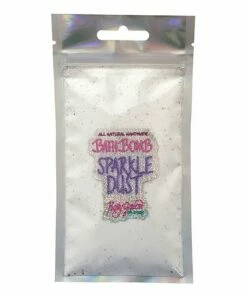 ALL NATURAL HANDMADE
BATH BOMB
SPARKLE
DUST